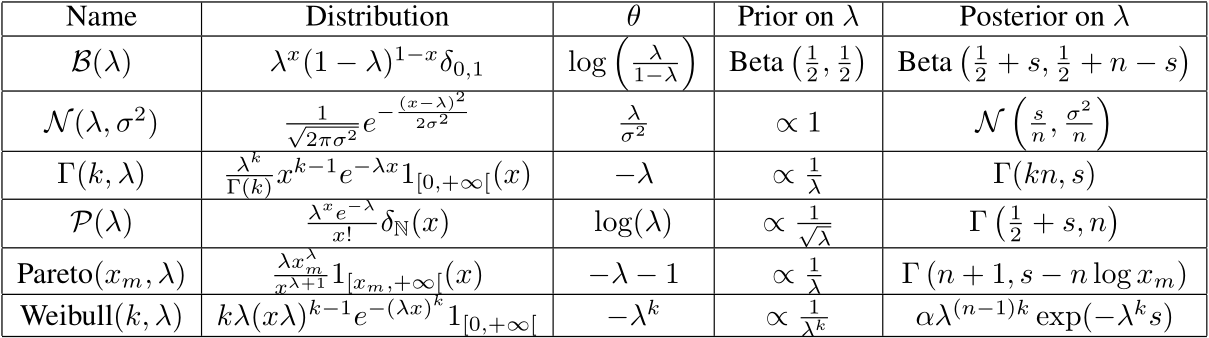 Name Distribution θ Prior on λ Posterior on λ
𝓑(λ) λ^x(1 − λ)^{1−x}δ_{0,1} log(λ/(1−λ)) Beta(1/2, 1/2) Beta(1/2 + s, 1/2 + n − s)
𝓝(λ, σ²) 1/√(2πσ²) e^{−(x−λ)²/(2σ²)} λ/σ² ∝ 1 𝓝(s/n, σ²/n)
Γ(k, λ) λ^k/Γ(k) x^{k−1}e^{−λx}1_{[0,+∞[}(x) −λ ∝ 1/λ Γ(kn, s)
𝓟(λ) λ^x e^{−λ}/x! δ_ℕ(x) log(λ) ∝ 1/√λ Γ(1/2 + s, n)
Pareto(x_m, λ) λx_m^λ/x^{λ+1} 1_{[x_m,+∞[}(x) −λ − 1 ∝ 1/λ Γ(n + 1, s − n log x_m)
Weibull(k, λ) kλ(xλ)^{k−1}e^{−(λx)^k}1_{[0,+∞[} −λ^k ∝ 1/λ^k αλ^{(n−1)k} exp(−λ^k s)